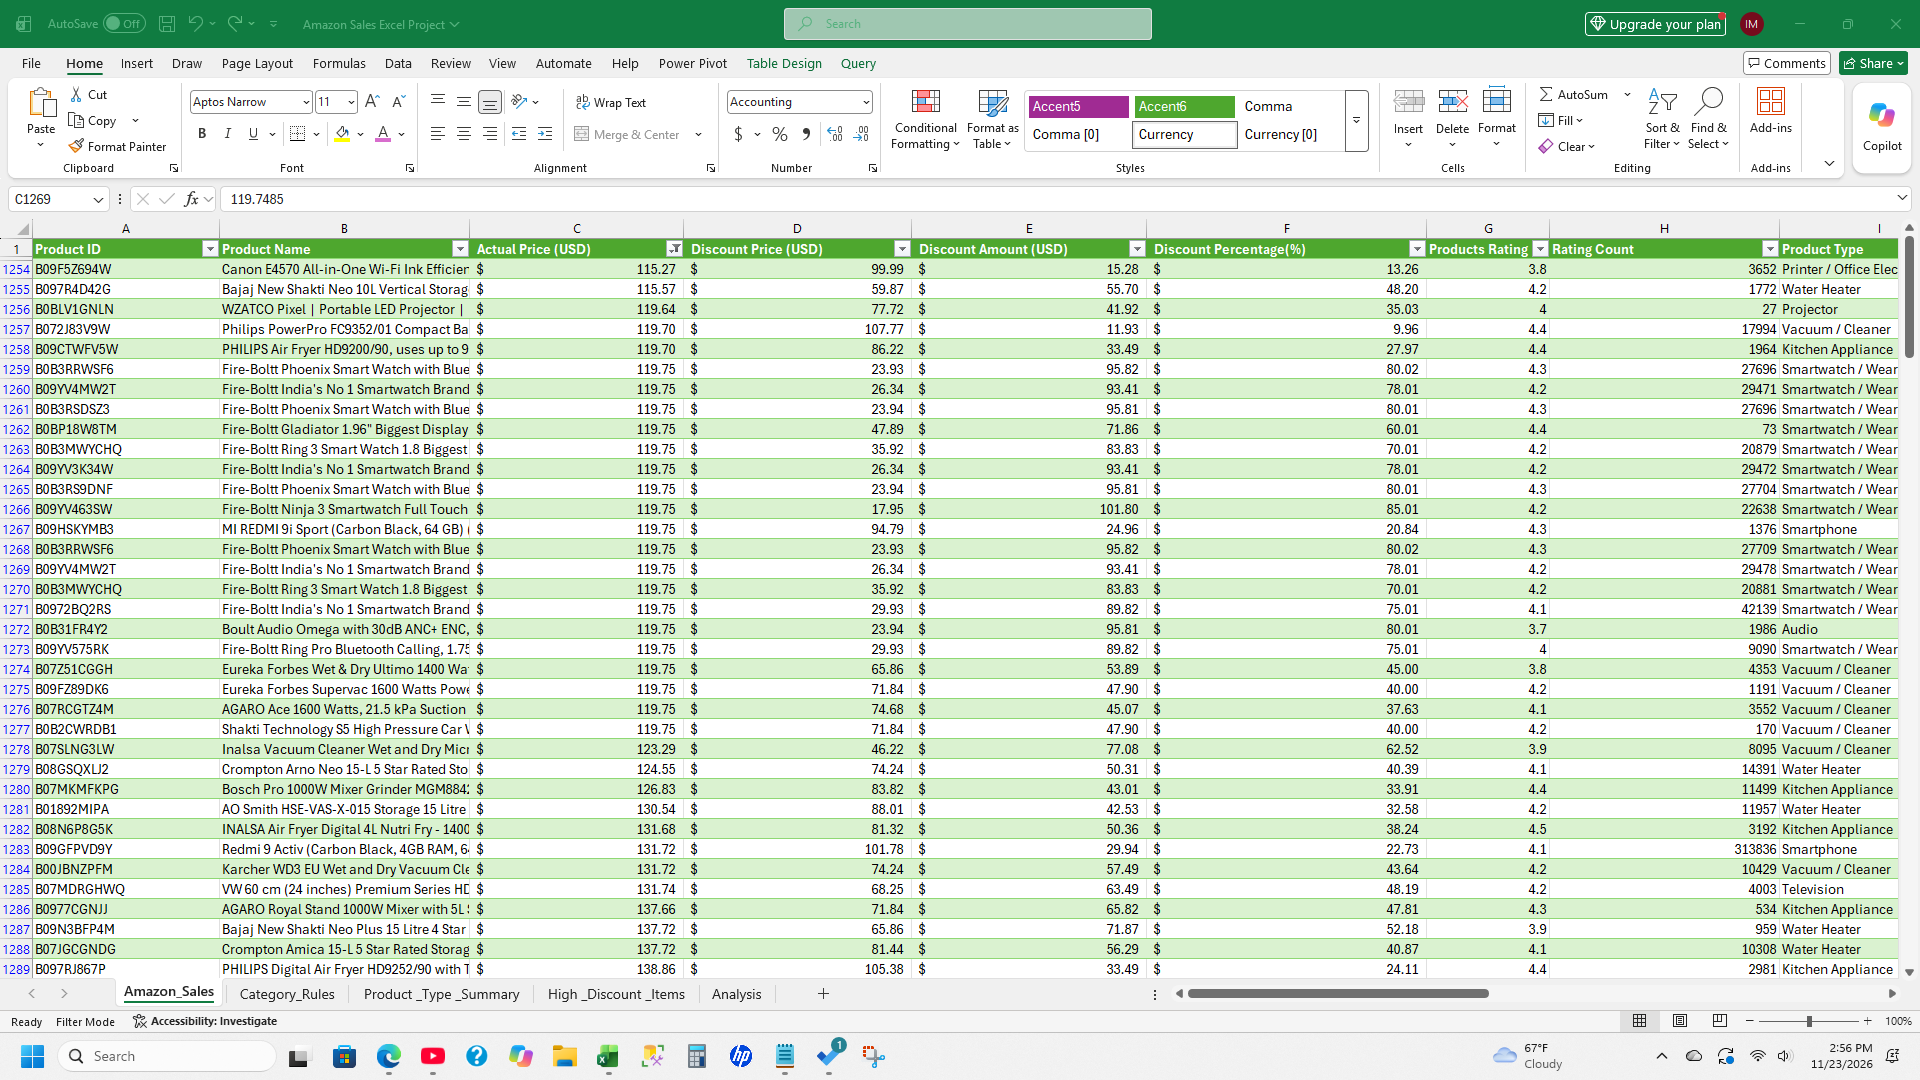 AutoSave Off Amazon Sales Excel Project Search Upgrade your plan IM
File Home Insert Draw Page Layout Formulas Data Review View Automate Help Power Pivot Table Design Query Comments Share
Paste Cut Copy Format Painter Clipboard
Aptos Narrow 11 B I U A Font
Wrap Text Merge & Center Alignment
Accounting $ % Number
Conditional Formatting Format as Table Accent5 Accent6 Comma Comma [0] Currency Currency [0] Styles
Insert Delete Format Cells
AutoSum Fill Clear Sort & Filter Find & Select Editing
Add-ins Add-ins Copilot
C1269 fx 119.7485
A B C D E F G H I
1 Product ID Product Name Actual Price (USD) Discount Price (USD) Discount Amount (USD) Discount Percentage(%) Products Rating Rating Count Product Type
1254 B09F5Z694W Canon E4570 All-in-One Wi-Fi Ink Efficien $ 115.27 $ 99.99 $ 15.28 $ 13.26 3.8 3652 Printer / Office Elec
1255 B097R4D42G Bajaj New Shakti Neo 10L Vertical Storag $ 115.57 $ 59.87 $ 55.70 $ 48.20 4.2 1772 Water Heater
1256 B0BLV1GNLN WZATCO Pixel | Portable LED Projector | $ 119.64 $ 77.72 $ 41.92 $ 35.03 4 27 Projector
1257 B072J83V9W Philips PowerPro FC9352/01 Compact Ba $ 119.70 $ 107.77 $ 11.93 $ 9.96 4.4 17994 Vacuum / Cleaner
1258 B09CTWFV5W PHILIPS Air Fryer HD9200/90, uses up to 9 $ 119.70 $ 86.22 $ 33.49 $ 27.97 4.4 1964 Kitchen Appliance
1259 B0B3RRWSF6 Fire-Boltt Phoenix Smart Watch with Blue $ 119.75 $ 23.93 $ 95.82 $ 80.02 4.3 27696 Smartwatch / Wear
1260 B09YV4MW2T Fire-Boltt India's No 1 Smartwatch Brand $ 119.75 $ 26.34 $ 93.41 $ 78.01 4.2 29471 Smartwatch / Wear
1261 B0B3RSDSZ3 Fire-Boltt Phoenix Smart Watch with Blue $ 119.75 $ 23.94 $ 95.81 $ 80.01 4.3 27696 Smartwatch / Wear
1262 B0BP18W8TM Fire-Boltt Gladiator 1.96" Biggest Display $ 119.75 $ 47.89 $ 71.86 $ 60.01 4.4 73 Smartwatch / Wear
1263 B0B3MWYCHQ Fire-Boltt Ring 3 Smart Watch 1.8 Biggest $ 119.75 $ 35.92 $ 83.83 $ 70.01 4.2 20879 Smartwatch / Wear
1264 B09YV3K34W Fire-Boltt India's No 1 Smartwatch Brand $ 119.75 $ 26.34 $ 93.41 $ 78.01 4.2 29472 Smartwatch / Wear
1265 B0B3RS9DNF Fire-Boltt Phoenix Smart Watch with Blue $ 119.75 $ 23.94 $ 95.81 $ 80.01 4.3 27704 Smartwatch / Wear
1266 B09YV463SW Fire-Boltt Ninja 3 Smartwatch Full Touch $ 119.75 $ 17.95 $ 101.80 $ 85.01 4.2 22638 Smartwatch / Wear
1267 B09HSKYMB3 MI REDMI 9i Sport (Carbon Black, 64 GB) ( $ 119.75 $ 94.79 $ 24.96 $ 20.84 4.3 1376 Smartphone
1268 B0B3RRWSF6 Fire-Boltt Phoenix Smart Watch with Blue $ 119.75 $ 23.93 $ 95.82 $ 80.02 4.3 27709 Smartwatch / Wear
1269 B09YV4MW2T Fire-Boltt India's No 1 Smartwatch Brand $ 119.75 $ 26.34 $ 93.41 $ 78.01 4.2 29478 Smartwatch / Wear
1270 B0B3MWYCHQ Fire-Boltt Ring 3 Smart Watch 1.8 Biggest $ 119.75 $ 35.92 $ 83.83 $ 70.01 4.2 20881 Smartwatch / Wear
1271 B0972BQ2RS Fire-Boltt India's No 1 Smartwatch Brand $ 119.75 $ 29.93 $ 89.82 $ 75.01 4.1 42139 Smartwatch / Wear
1272 B0B31FR4Y2 Boult Audio Omega with 30dB ANC+ ENC, $ 119.75 $ 23.94 $ 95.81 $ 80.01 3.7 1986 Audio
1273 B09YV575RK Fire-Boltt Ring Pro Bluetooth Calling, 1.75 $ 119.75 $ 29.93 $ 89.82 $ 75.01 4 9090 Smartwatch / Wear
1274 B07Z51CGGH Eureka Forbes Wet & Dry Ultimo 1400 Wa $ 119.75 $ 65.86 $ 53.89 $ 45.00 3.8 4353 Vacuum / Cleaner
1275 B09FZ89DK6 Eureka Forbes Supervac 1600 Watts Powe $ 119.75 $ 71.84 $ 47.90 $ 40.00 4.2 1191 Vacuum / Cleaner
1276 B07RCGTZ4M AGARO Ace 1600 Watts, 21.5 kPa Suction $ 119.75 $ 74.68 $ 45.07 $ 37.63 4.1 3552 Vacuum / Cleaner
1277 B0B2CWRDB1 Shakti Technology S5 High Pressure Car W $ 119.75 $ 71.84 $ 47.90 $ 40.00 4.2 170 Vacuum / Cleaner
1278 B07SLNG3LW Inalsa Vacuum Cleaner Wet and Dry Micr $ 123.29 $ 46.22 $ 77.08 $ 62.52 3.9 8095 Vacuum / Cleaner
1279 B08GSQXLJ2 Crompton Arno Neo 15-L 5 Star Rated Sto $ 124.55 $ 74.24 $ 50.31 $ 40.39 4.1 14391 Water Heater
1280 B07MKMFKPG Bosch Pro 1000W Mixer Grinder MGM8842 $ 126.83 $ 83.82 $ 43.01 $ 33.91 4.4 11499 Kitchen Appliance
1281 B01892MIPA AO Smith HSE-VAS-X-015 Storage 15 Litre $ 130.54 $ 88.01 $ 42.53 $ 32.58 4.2 11957 Water Heater
1282 B08N6P8G5K INALSA Air Fryer Digital 4L Nutri Fry - 1400 $ 131.68 $ 81.32 $ 50.36 $ 38.24 4.5 3192 Kitchen Appliance
1283 B09GFPVD9Y Redmi 9 Activ (Carbon Black, 4GB RAM, 6 $ 131.72 $ 101.78 $ 29.94 $ 22.73 4.1 313836 Smartphone
1284 B00JBNZPFM Karcher WD3 EU Wet and Dry Vacuum Cle $ 131.72 $ 74.24 $ 57.49 $ 43.64 4.2 10429 Vacuum / Cleaner
1285 B07MDRGHWQ VW 60 cm (24 inches) Premium Series HD $ 131.74 $ 68.25 $ 63.49 $ 48.19 4.2 4003 Television
1286 B0977CGNJJ AGARO Royal Stand 1000W Mixer with 5L S $ 137.66 $ 71.84 $ 65.82 $ 47.81 4.3 534 Kitchen Appliance
1287 B09N3BFP4M Bajaj New Shakti Neo Plus 15 Litre 4 Star $ 137.72 $ 65.86 $ 71.87 $ 52.18 3.9 959 Water Heater
1288 B07JGCGNDG Crompton Amica 15-L 5 Star Rated Storag $ 137.72 $ 81.44 $ 56.29 $ 40.87 4.1 10308 Water Heater
1289 B097RJ867P PHILIPS Digital Air Fryer HD9252/90 with T $ 138.86 $ 105.38 $ 33.49 $ 24.11 4.4 2981 Kitchen Appliance
Amazon_Sales Category_Rules Product _Type _Summary High _Discount _Items Analysis
Ready Filter Mode Accessibility: Investigate 100%
Search 67°F Cloudy 2:56 PM 11/23/2026